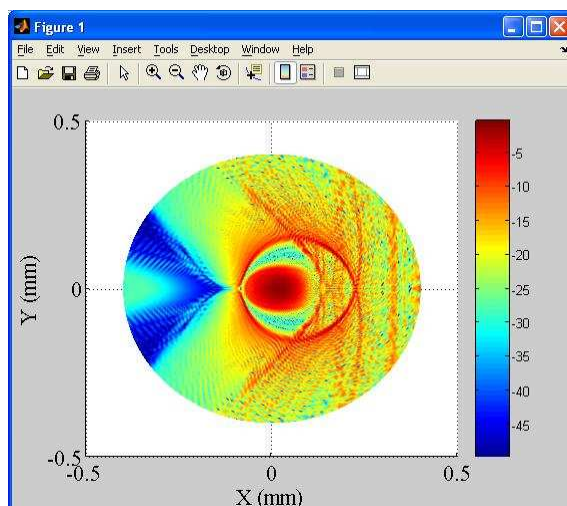 Figure 1
File Edit View Insert Tools Desktop Window Help
0.5
0
-0.5
Y (mm)
-0.5 0 0.5
X (mm)
-5
-10
-15
-20
-25
-30
-35
-40
-45